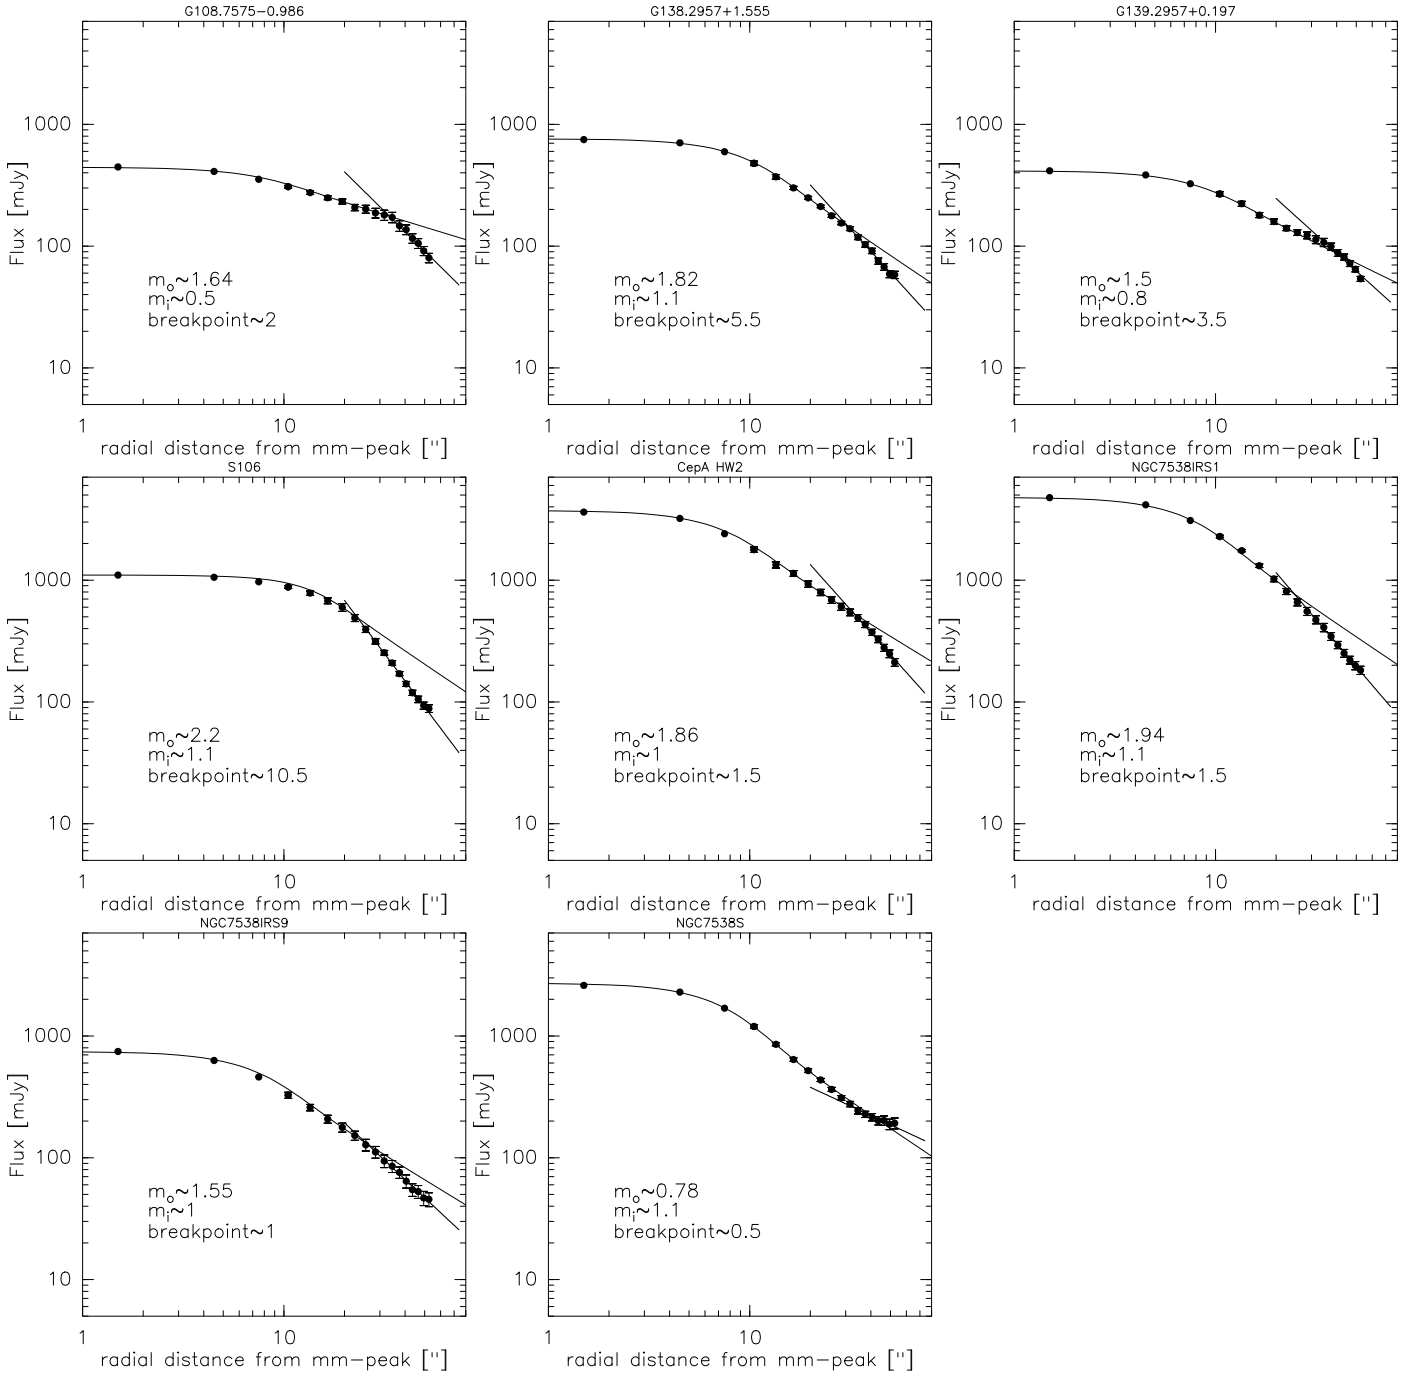 G108.7575−0.986
Flux [mJy]
1000
100
10
m_o~1.64
m_i~0.5
breakpoint~2
1
10
radial distance from mm−peak ["]
G138.2957+1.555
Flux [mJy]
m_o~1.82
m_i~1.1
breakpoint~5.5
1
10
radial distance from mm−peak ["]
G139.2957+0.197
Flux [mJy]
1000
100
10
m_o~1.5
m_i~0.8
breakpoint~3.5
1
10
radial distance from mm−peak ["]
S106
Flux [mJy]
1000
100
10
m_o~2.2
m_i~1.1
breakpoint~10.5
1
10
radial distance from mm−peak ["]
CepA HW2
Flux [mJy]
1000
100
10
m_o~1.86
m_i~1
breakpoint~1.5
1
10
radial distance from mm−peak ["]
NGC7538IRS1
Flux [mJy]
1000
100
10
m_o~1.94
m_i~1.1
breakpoint~1.5
1
10
radial distance from mm−peak ["]
NGC7538IRS9
Flux [mJy]
1000
100
10
m_o~1.55
m_i~1
breakpoint~1
1
10
radial distance from mm−peak ["]
NGC7538S
Flux [mJy]
1000
100
10
m_o~0.78
m_i~1.1
breakpoint~0.5
1
10
radial distance from mm−peak ["]